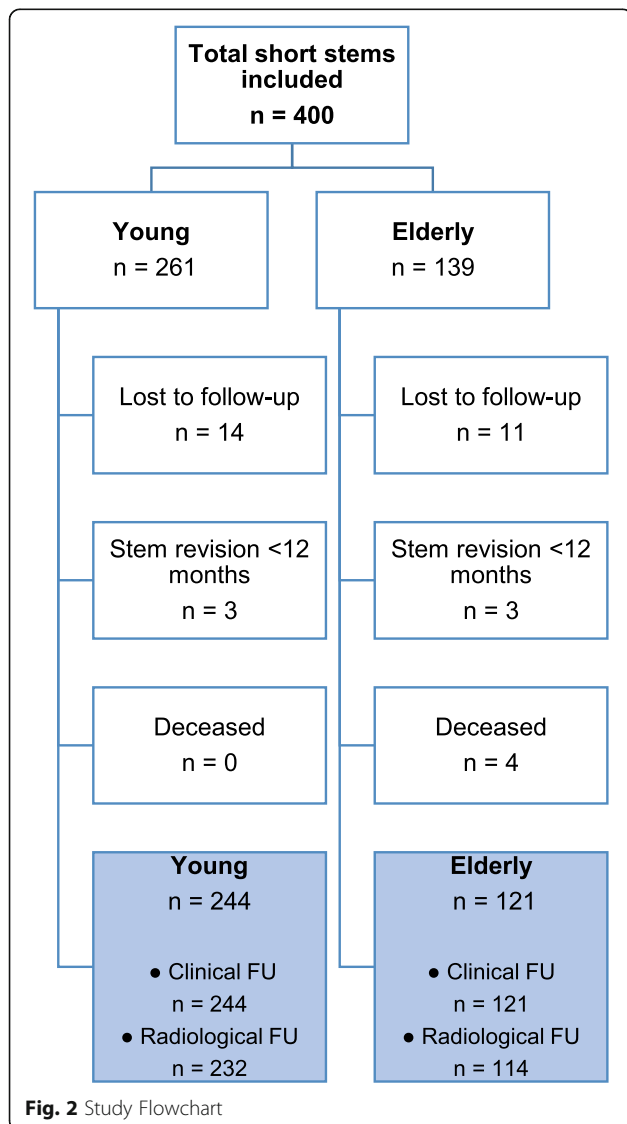 Total short stems
included
n = 400
Young
n = 261
Elderly
n = 139
Lost to follow-up
n = 14
Lost to follow-up
n = 11
Stem revision <12
months
n = 3
Stem revision <12
months
n = 3
Deceased
n = 0
Deceased
n = 4
Young
n = 244
● Clinical FU
n = 244
● Radiological FU
n = 232
Elderly
n = 121
● Clinical FU
n = 121
● Radiological FU
n = 114
Fig. 2 Study Flowchart